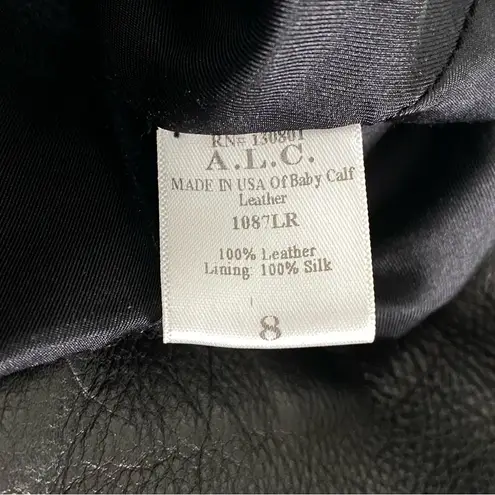 RN# 130801
A.L.C.
MADE IN USA Of Baby Calf
Leather
1087LR
100% Leather
Lining: 100% Silk
8